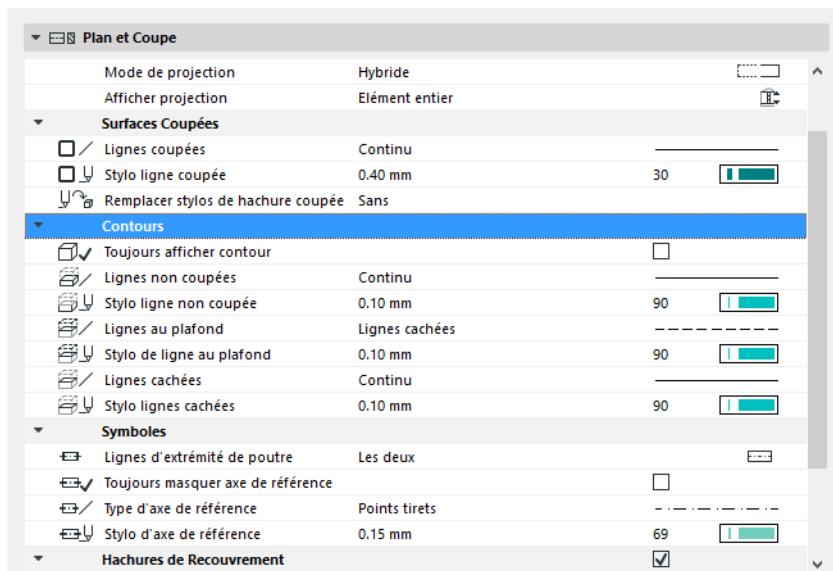 Plan et Coupe
Mode de projection Hybride
Afficher projection Elément entier
Surfaces Coupées
Lignes coupées Continu
Stylo ligne coupée 0.40 mm 30
Remplacer stylos de hachure coupée Sans
Contours
Toujours afficher contour
Lignes non coupées Continu
Stylo ligne non coupée 0.10 mm 90
Lignes au plafond Lignes cachées
Stylo de ligne au plafond 0.10 mm 90
Lignes cachées Continu
Stylo lignes cachées 0.10 mm 90
Symboles
Lignes d'extrémité de poutre Les deux
Toujours masquer axe de référence
Type d'axe de référence Points tirets
Stylo d'axe de référence 0.15 mm 69
Hachures de Recouvrement